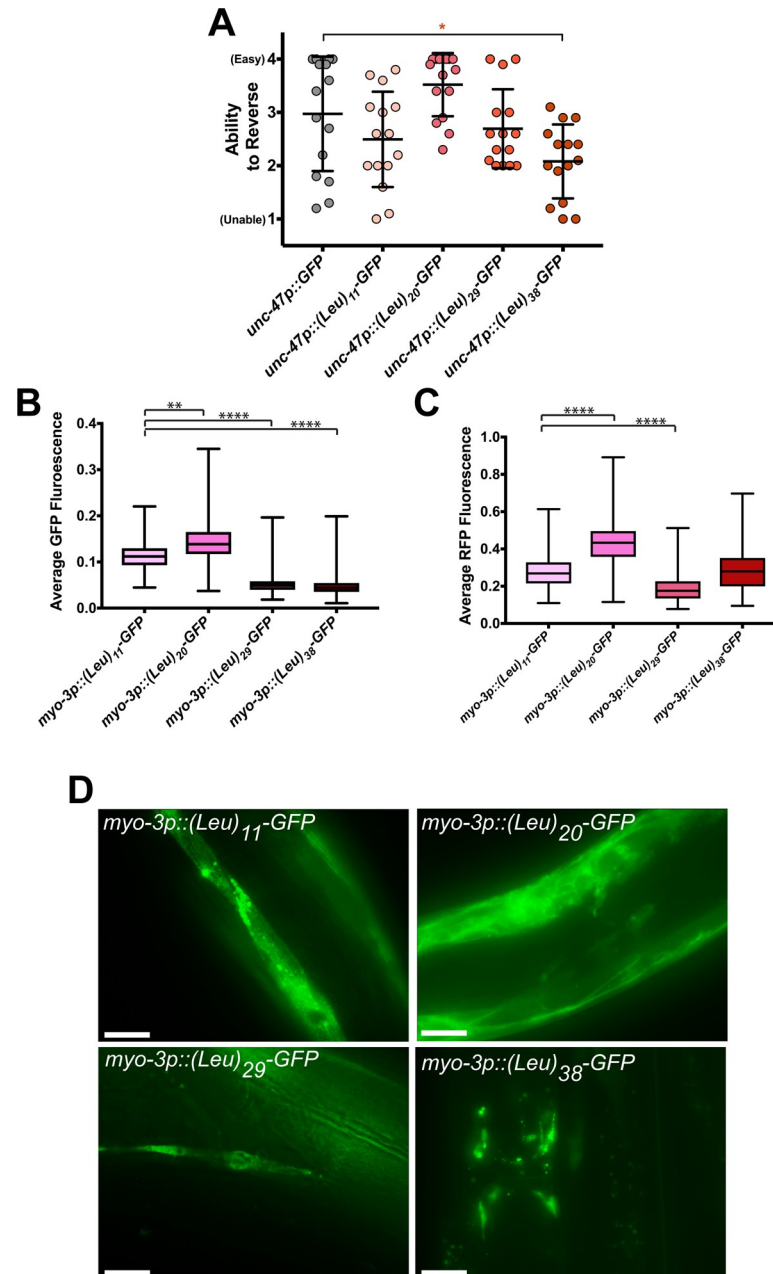 A
*
(Easy) 4
3
2
(Unable) 1
Ability
to Reverse
unc-47p::GFP
unc-47p::(Leu)11-GFP
unc-47p::(Leu)20-GFP
unc-47p::(Leu)29-GFP
unc-47p::(Leu)38-GFP
B
**
****
****
0.4
0.3
0.2
0.1
0.0
Average GFP Fluroescence
myo-3p::(Leu)11-GFP
myo-3p::(Leu)20-GFP
myo-3p::(Leu)29-GFP
myo-3p::(Leu)38-GFP
C
****
****
1.0
0.8
0.6
0.4
0.2
0.0
Average RFP Fluorescence
myo-3p::(Leu)11-GFP
myo-3p::(Leu)20-GFP
myo-3p::(Leu)29-GFP
myo-3p::(Leu)38-GFP
D
myo-3p::(Leu)11-GFP
myo-3p::(Leu)20-GFP
myo-3p::(Leu)29-GFP
myo-3p::(Leu)38-GFP